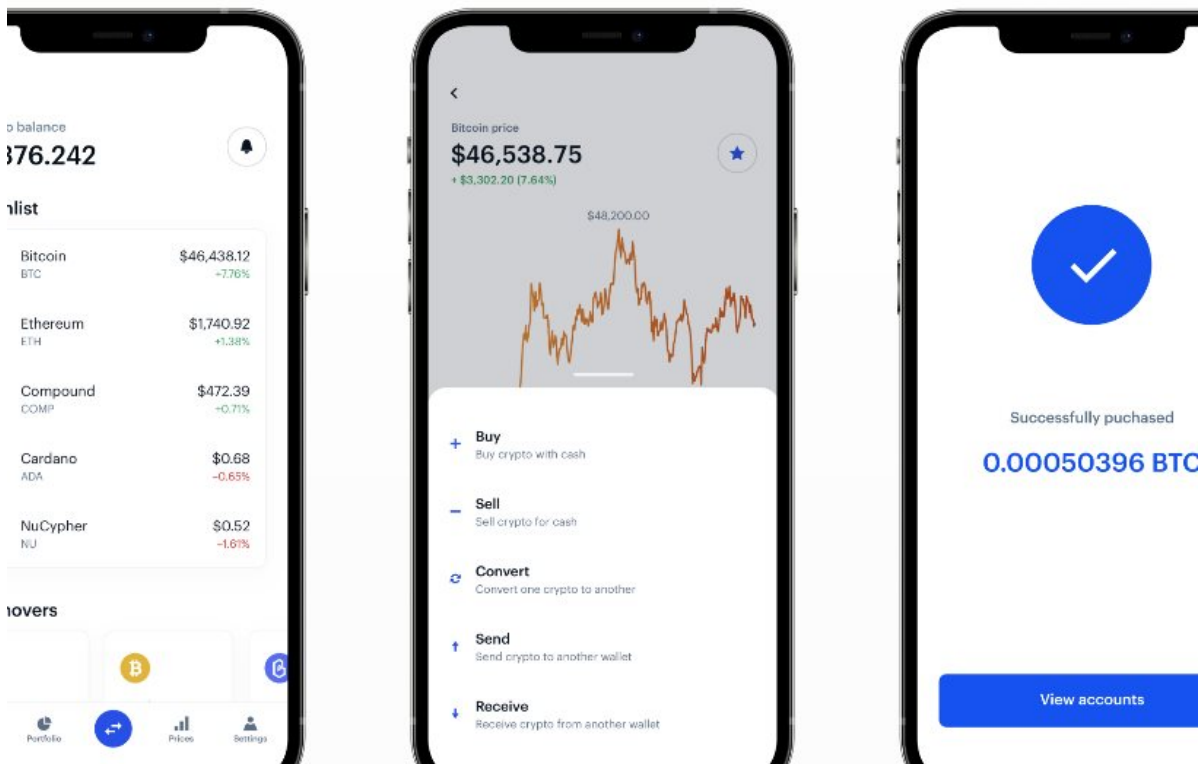 o balance
376.242
hlist
Bitcoin $46,438.12
BTC +7.76%
Ethereum $1,740.92
ETH +1.38%
Compound $472.39
COMP +0.71%
Cardano $0.68
ADA -0.65%
NuCypher $0.52
NU -1.61%
novers
Portfolio Prices Settings
Bitcoin price
$46,538.75
+ $3,302.20 (7.64%)
$48,200.00
Buy
Buy crypto with cash
Sell
Sell crypto for cash
Convert
Convert one crypto to another
Send
Send crypto to another wallet
Receive
Receive crypto from another wallet
Successfully puchased
0.00050396 BTC
View accounts